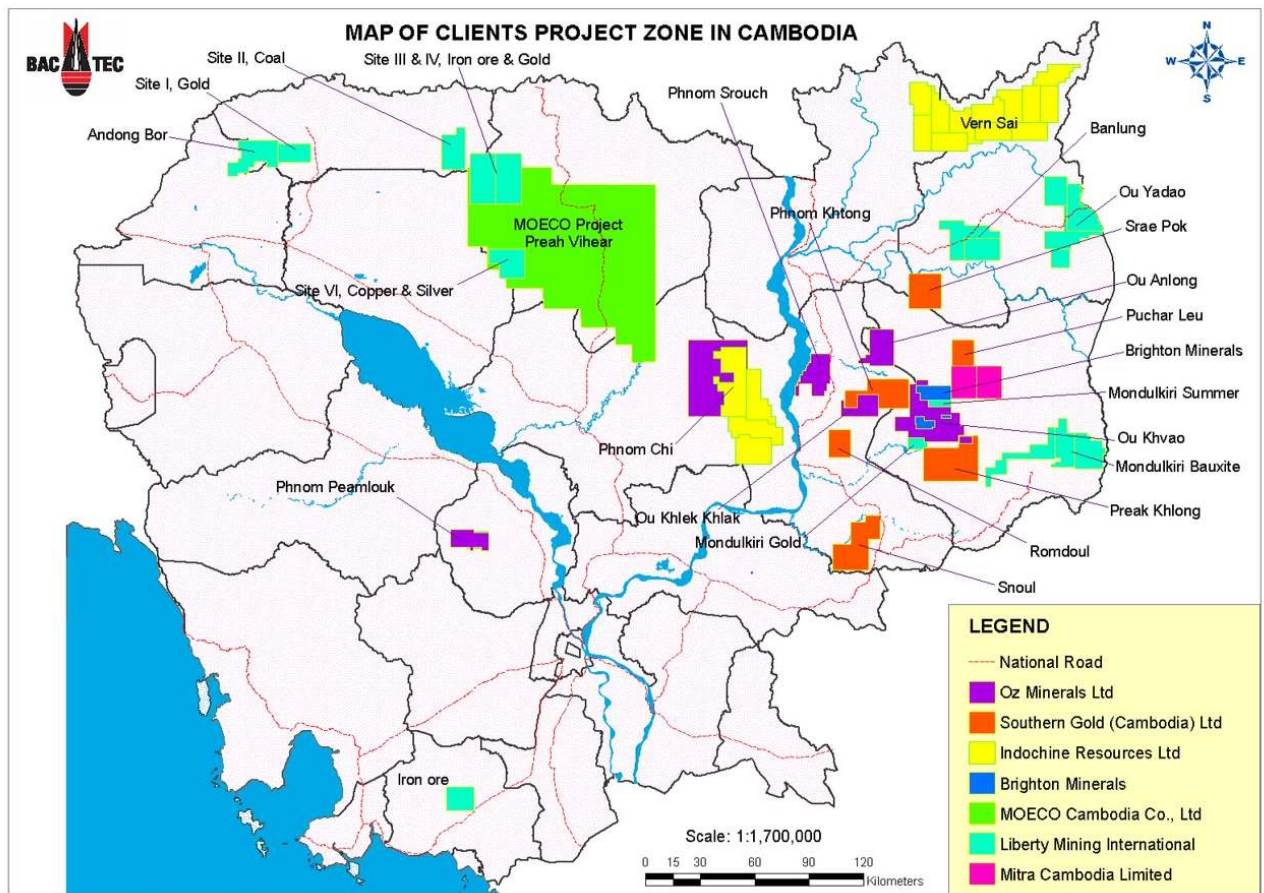 MAP OF CLIENTS PROJECT ZONE IN CAMBODIA
BAC TEC
N
W E
S
Site II, Coal
Site III & IV, Iron ore & Gold
Site I, Gold
Andong Bor
Phnom Srouch
Vern Sai
Banlung
Ou Yadao
Phnom Khtong
Srae Pok
MOECO Project
Preah Vihear
Ou Anlong
Site VI, Copper & Silver
Puchar Leu
Brighton Minerals
Mondulkiri Summer
Ou Khvao
Phnom Chi
Mondulkiri Bauxite
Phnom Peamlouk
Preak Khlong
Ou Khlek Khlak
Mondulkiri Gold
Romdoul
Snoul
Iron ore
LEGEND
National Road
Oz Minerals Ltd
Southern Gold (Cambodia) Ltd
Indochine Resources Ltd
Brighton Minerals
MOECO Cambodia Co., Ltd
Liberty Mining International
Mitra Cambodia Limited
Scale: 1:1,700,000
0 15 30 60 90 120
Kilometers